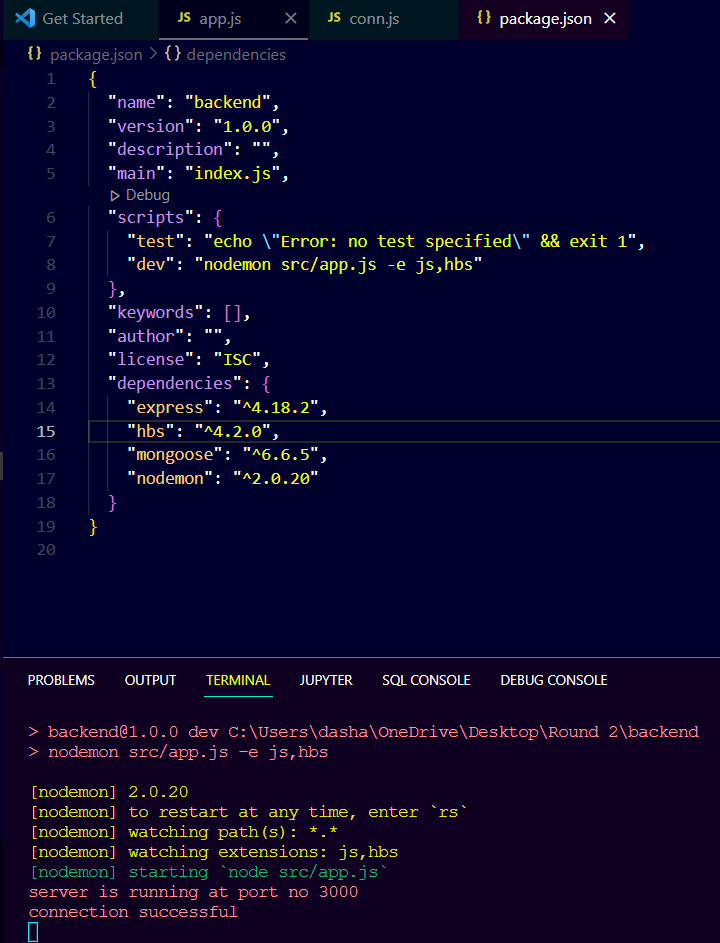 Get Started
JS app.js
JS conn.js
{} package.json
{} package.json > {} dependencies
1 {
2 "name": "backend",
3 "version": "1.0.0",
4 "description": "",
5 "main": "index.js",
Debug
6 "scripts": {
7 "test": "echo \"Error: no test specified\" && exit 1",
8 "dev": "nodemon src/app.js -e js,hbs"
9 },
10 "keywords": [],
11 "author": "",
12 "license": "ISC",
13 "dependencies": {
14 "express": "^4.18.2",
15 "hbs": "^4.2.0",
16 "mongoose": "^6.6.5",
17 "nodemon": "^2.0.20"
18 }
19 }
20
PROBLEMS OUTPUT TERMINAL JUPYTER SQL CONSOLE DEBUG CONSOLE
> backend@1.0.0 dev C:\Users\dasha\OneDrive\Desktop\Round 2\backend
> nodemon src/app.js -e js,hbs
[nodemon] 2.0.20
[nodemon] to restart at any time, enter `rs`
[nodemon] watching path(s): *.*
[nodemon] watching extensions: js,hbs
[nodemon] starting `node src/app.js`
server is running at port no 3000
connection successful